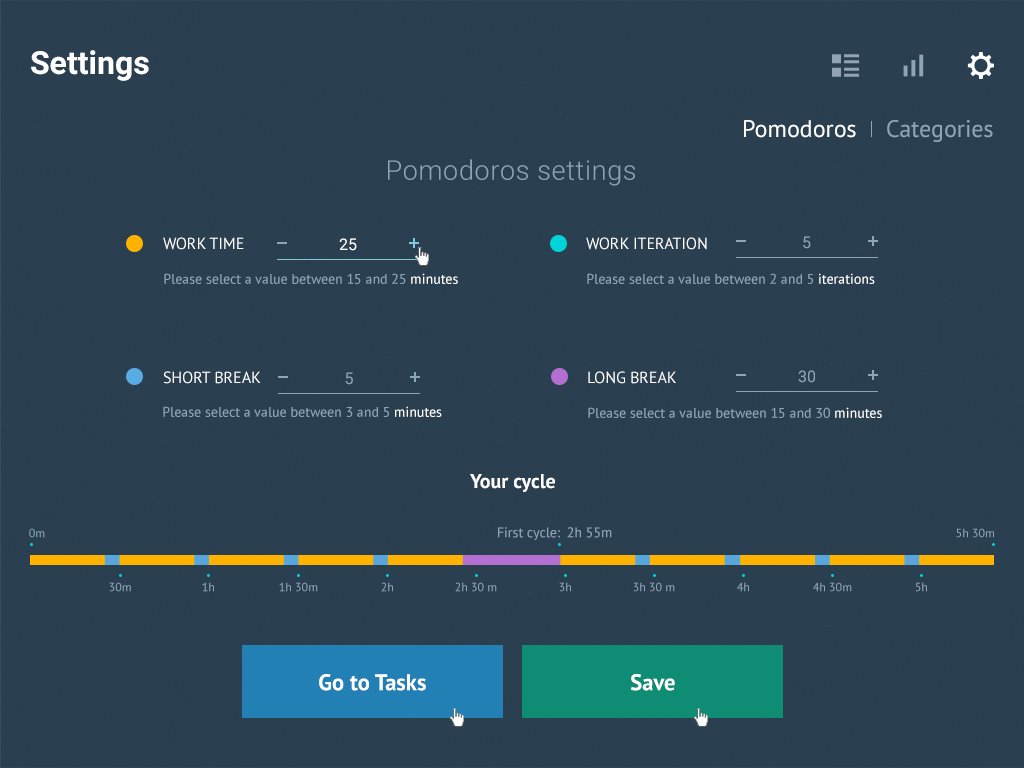 Settings
Pomodoros | Categories
Pomodoros settings
WORK TIME − 25 +
Please select a value between 15 and 25 minutes
WORK ITERATION − 5 +
Please select a value between 2 and 5 iterations
SHORT BREAK − 5 +
Please select a value between 3 and 5 minutes
LONG BREAK − 30 +
Please select a value between 15 and 30 minutes
Your cycle
0m First cycle: 2h 55m 5h 30m
30m 1h 1h 30m 2h 2h 30 m 3h 3h 30 m 4h 4h 30m 5h
Go to Tasks Save